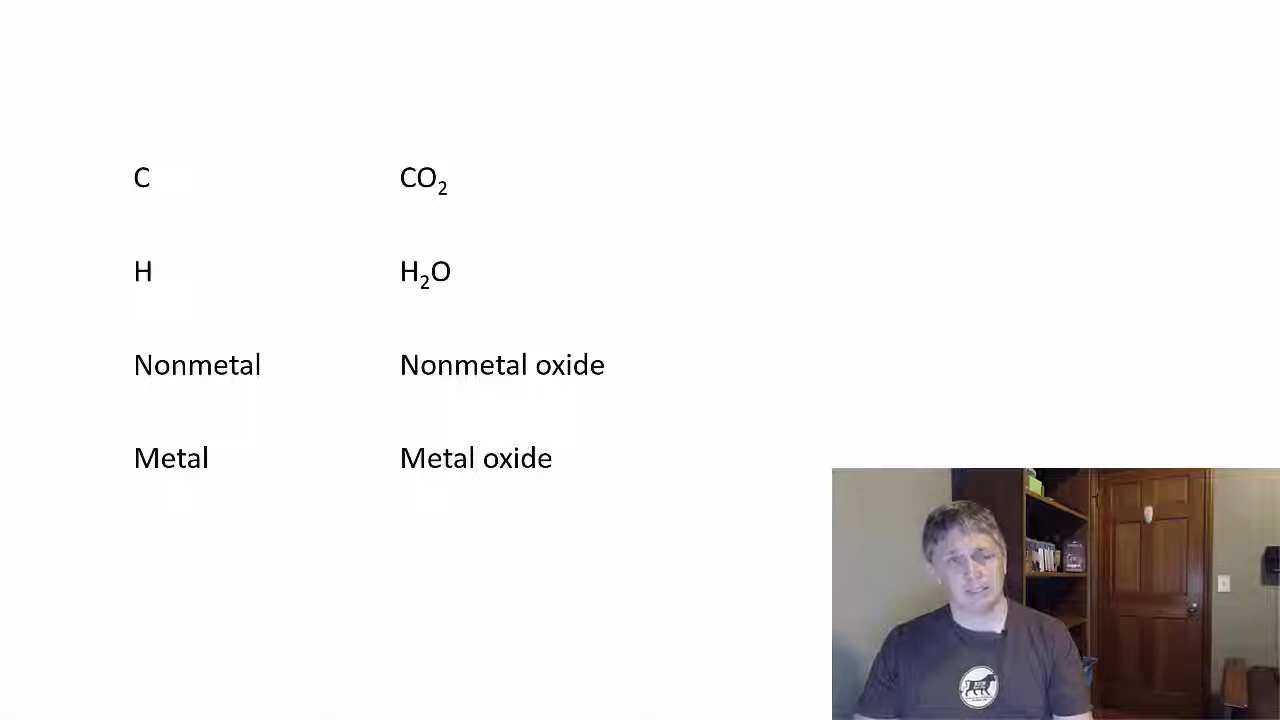 C CO₂
H H₂O
Nonmetal Nonmetal oxide
Metal Metal oxide